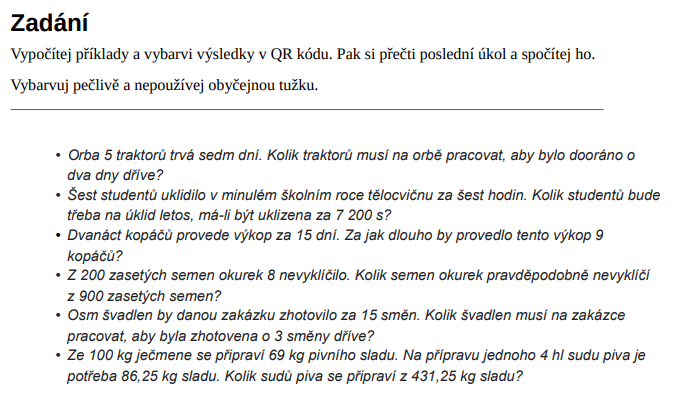 Zadání
Vypočítej příklady a vybarvi výsledky v QR kódu. Pak si přečti poslední úkol a spočítej ho.
Vybarvuj pečlivě a nepoužívej obyčejnou tužku.
• Orba 5 traktorů trvá sedm dní. Kolik traktorů musí na orbě pracovat, aby bylo dooráno o
dva dny dříve?
• Šest studentů uklidilo v minulém školním roce tělocvičnu za šest hodin. Kolik studentů bude
třeba na úklid letos, má-li být uklizena za 7 200 s?
• Dvanáct kopáčů provede výkop za 15 dní. Za jak dlouho by provedlo tento výkop 9
kopáčů?
• Z 200 zasetých semen okurek 8 nevyklíčilo. Kolik semen okurek pravděpodobně nevyklíčí
z 900 zasetých semen?
• Osm švadlen by danou zakázku zhotovilo za 15 směn. Kolik švadlen musí na zakázce
pracovat, aby byla zhotovena o 3 směny dříve?
• Ze 100 kg ječmene se připraví 69 kg pivního sladu. Na přípravu jednoho 4 hl sudu piva je
potřeba 86,25 kg sladu. Kolik sudů piva se připraví z 431,25 kg sladu?